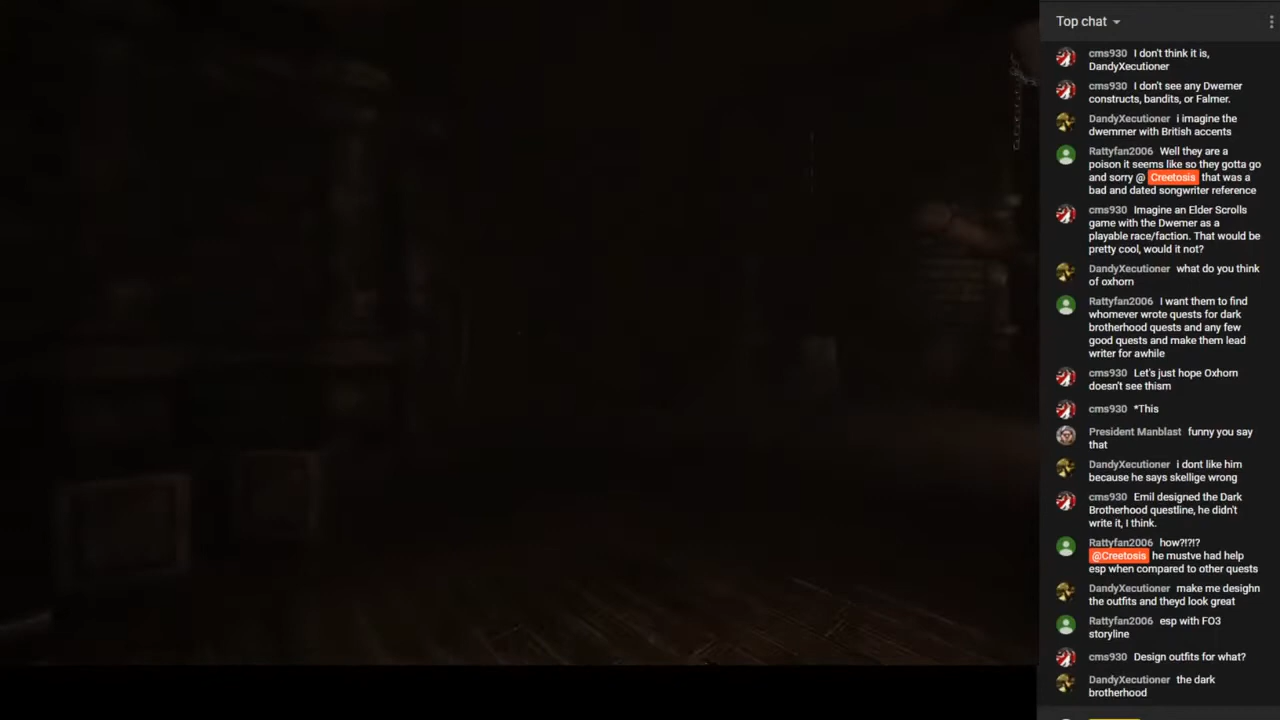 Top chat
cms930 I don't think it is,
DandyXecutioner
cms930 I don't see any Dwemer
constructs, bandits, or Falmer.
DandyXecutioner i imagine the
dwemmer with British accents
Rattyfan2006 Well they are a
poison it seems like so they gotta go
and sorry @ Creetosis that was a
bad and dated songwriter reference
cms930 Imagine an Elder Scrolls
game with the Dwemer as a
playable race/faction. That would be
pretty cool, would it not?
DandyXecutioner what do you think
of oxhorn
Rattyfan2006 I want them to find
whomever wrote quests for dark
brotherhood quests and any few
good quests and make them lead
writer for awhile
cms930 Let's just hope Oxhorn
doesn't see thism
cms930 *This
President Manblast funny you say
that
DandyXecutioner i dont like him
because he says skellige wrong
cms930 Emil designed the Dark
Brotherhood questline, he didn't
write it, I think.
Rattyfan2006 how?!?!?
@Creetosis he mustve had help
esp when compared to other quests
DandyXecutioner make me desighn
the outfits and theyd look great
Rattyfan2006 esp with FO3
storyline
cms930 Design outfits for what?
DandyXecutioner the dark
brotherhood